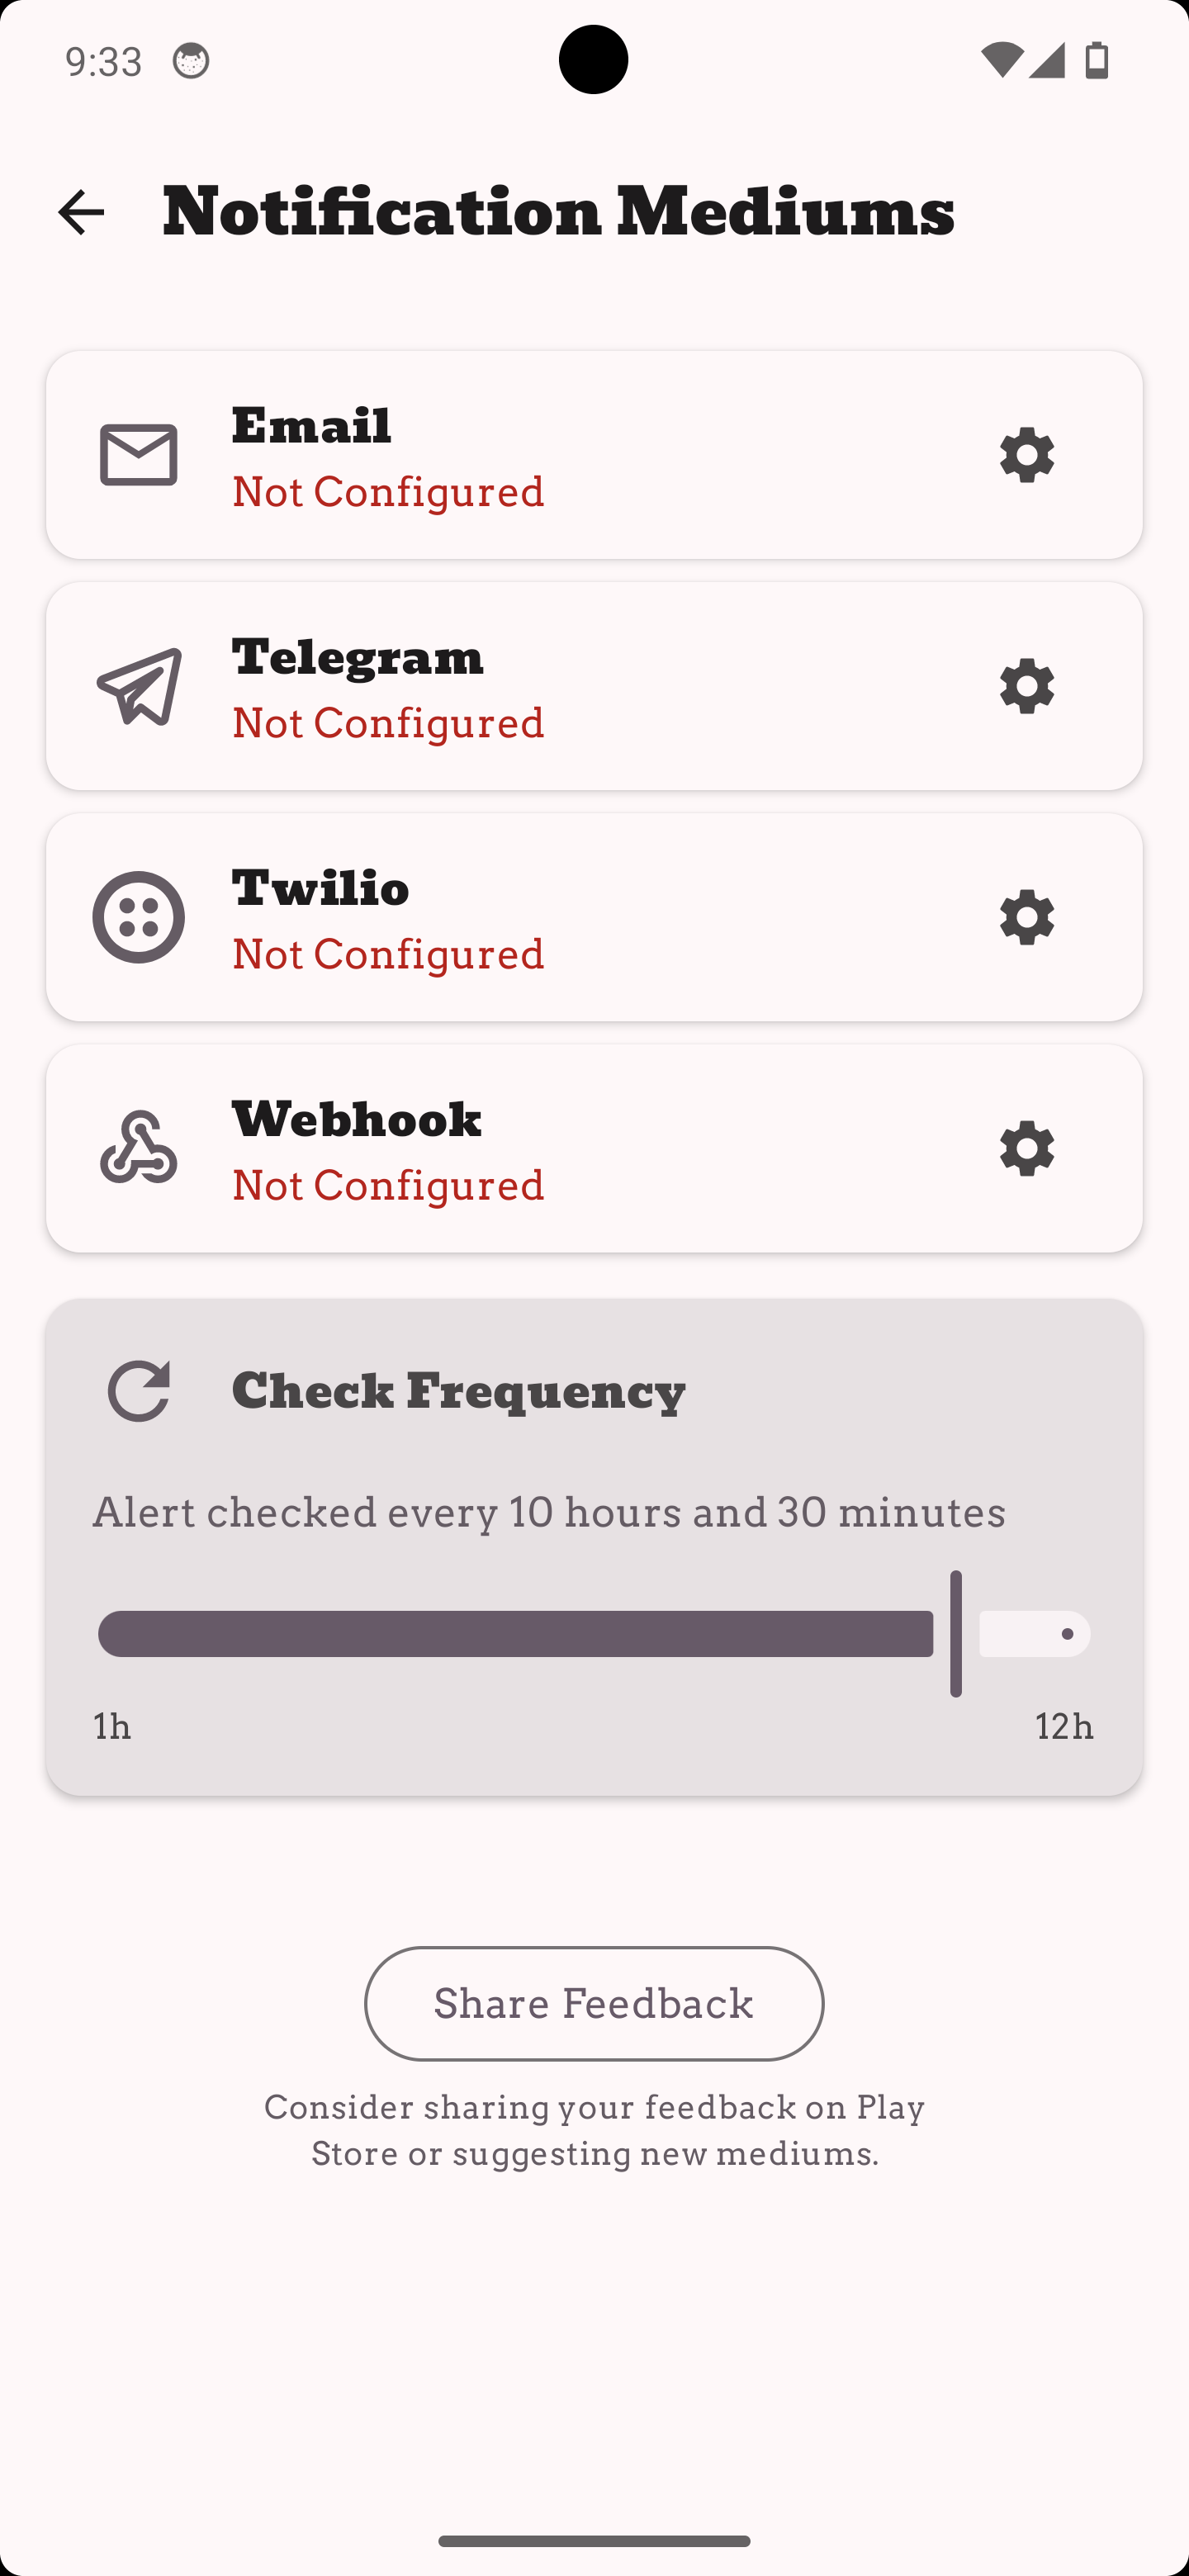 9:33
Notification Mediums
Email
Not Configured
Telegram
Not Configured
Twilio
Not Configured
Webhook
Not Configured
Check Frequency
Alert checked every 10 hours and 30 minutes
1h 12h
Share Feedback
Consider sharing your feedback on Play
Store or suggesting new mediums.